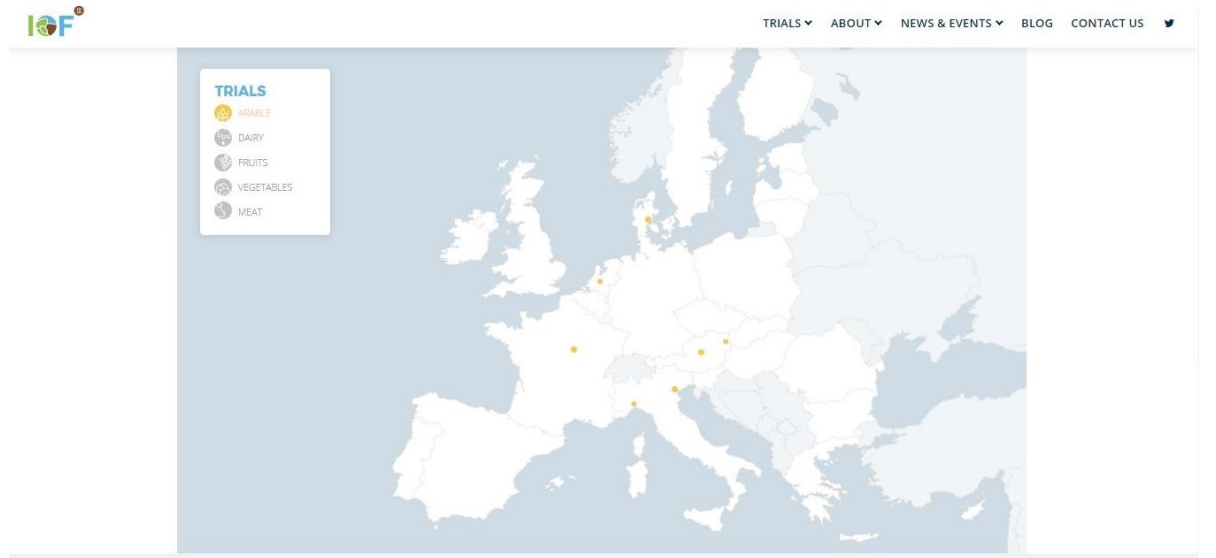 IOF
TRIALS ABOUT NEWS & EVENTS BLOG CONTACT US
TRIALS
ARABLE
DAIRY
FRUITS
VEGETABLES
MEAT